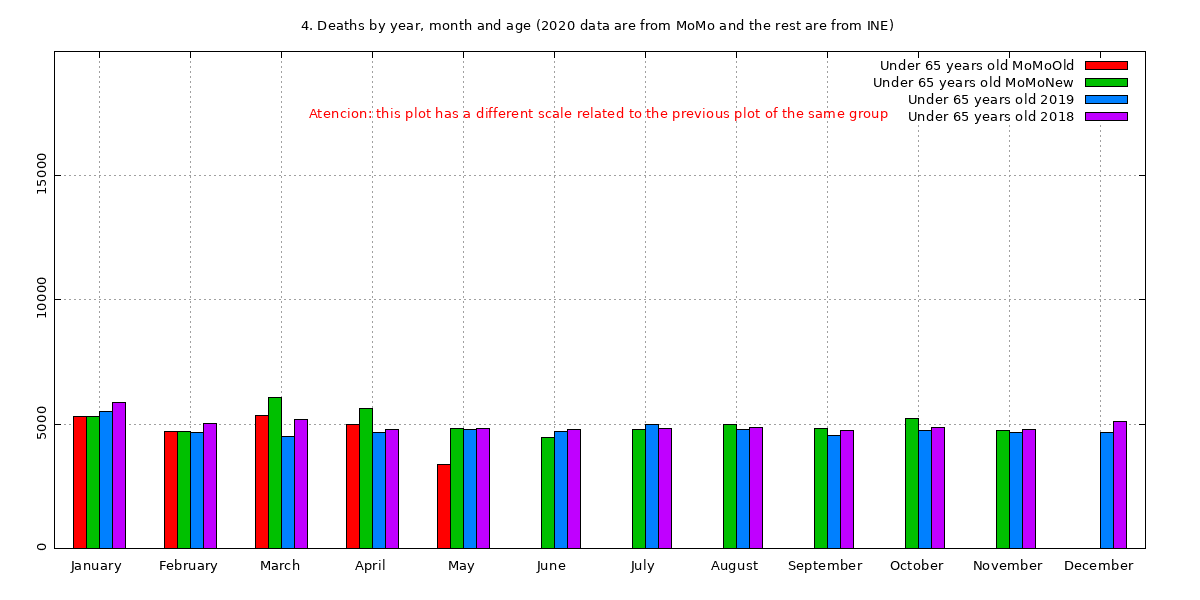 4. Deaths by year, month and age (2020 data are from MoMo and the rest are from INE)
Under 65 years old MoMoOld
Under 65 years old MoMoNew
Under 65 years old 2019
Under 65 years old 2018
Atencion: this plot has a different scale related to the previous plot of the same group
15000
10000
5000
0
January February March April May June July August September October November December